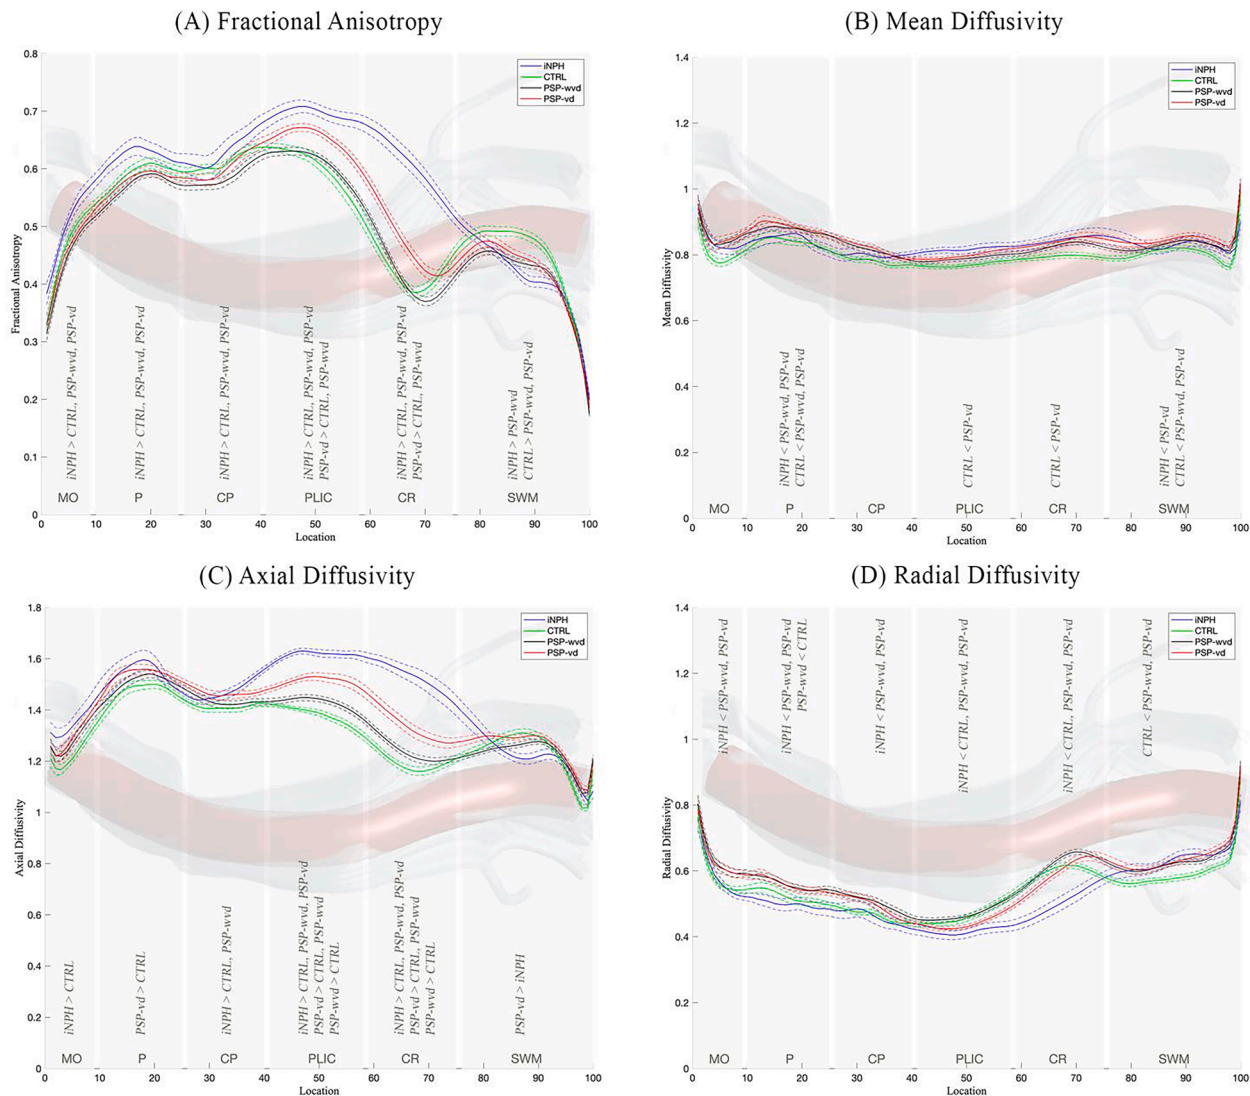 (A) Fractional Anisotropy
0.8
0.7
0.6
0.5
0.4
0.3
0.2
0.1
0
Fractional Anisotropy
iNPH
CTRL
PSP-wvd
PSP-vd
iNPH > CTRL, PSP-wvd, PSP-vd
iNPH > CTRL, PSP-wvd, PSP-vd
iNPH > CTRL, PSP-wvd, PSP-vd
iNPH > CTRL, PSP-wvd, PSP-vd
PSP-vd > CTRL, PSP-wvd
iNPH > CTRL, PSP-wvd, PSP-vd
PSP-vd > CTRL, PSP-wvd
iNPH > PSP-wvd
CTRL > PSP-wvd, PSP-vd
MO P CP PLIC CR SWM
0 10 20 30 40 50 60 70 80 90 100
Location
(B) Mean Diffusivity
1.4
1.2
1
0.8
0.6
0.4
0.2
0
Mean Diffusivity
iNPH
CTRL
PSP-wvd
PSP-vd
iNPH < PSP-wvd, PSP-vd
CTRL < PSP-wvd, PSP-vd
CTRL < PSP-vd
CTRL < PSP-vd
iNPH < PSP-vd
CTRL < PSP-wvd, PSP-vd
MO P CP PLIC CR SWM
0 10 20 30 40 50 60 70 80 90 100
Location
(C) Axial Diffusivity
1.8
1.6
1.4
1.2
1
0.8
0.6
0.4
0.2
0
Axial Diffusivity
iNPH
CTRL
PSP-wvd
PSP-vd
iNPH > CTRL
PSP-vd > CTRL
iNPH > CTRL, PSP-wvd
iNPH > CTRL, PSP-wvd, PSP-vd
PSP-vd > CTRL, PSP-wvd
PSP-wvd > CTRL
iNPH > CTRL, PSP-wvd, PSP-vd
PSP-vd > CTRL, PSP-wvd
PSP-wvd > CTRL
PSP-vd > iNPH
MO P CP PLIC CR SWM
0 10 20 30 40 50 60 70 80 90 100
Location
(D) Radial Diffusivity
1.4
1.2
1
0.8
0.6
0.4
0.2
0
Radial Diffusivity
iNPH
CTRL
PSP-wvd
PSP-vd
iNPH < PSP-wvd, PSP-vd
iNPH < PSP-wvd, PSP-vd
PSP-wvd < CTRL
iNPH < PSP-wvd, PSP-vd
iNPH < CTRL, PSP-wvd, PSP-vd
iNPH < CTRL, PSP-wvd, PSP-vd
CTRL < PSP-wvd, PSP-vd
MO P CP PLIC CR SWM
0 10 20 30 40 50 60 70 80 90 100
Location